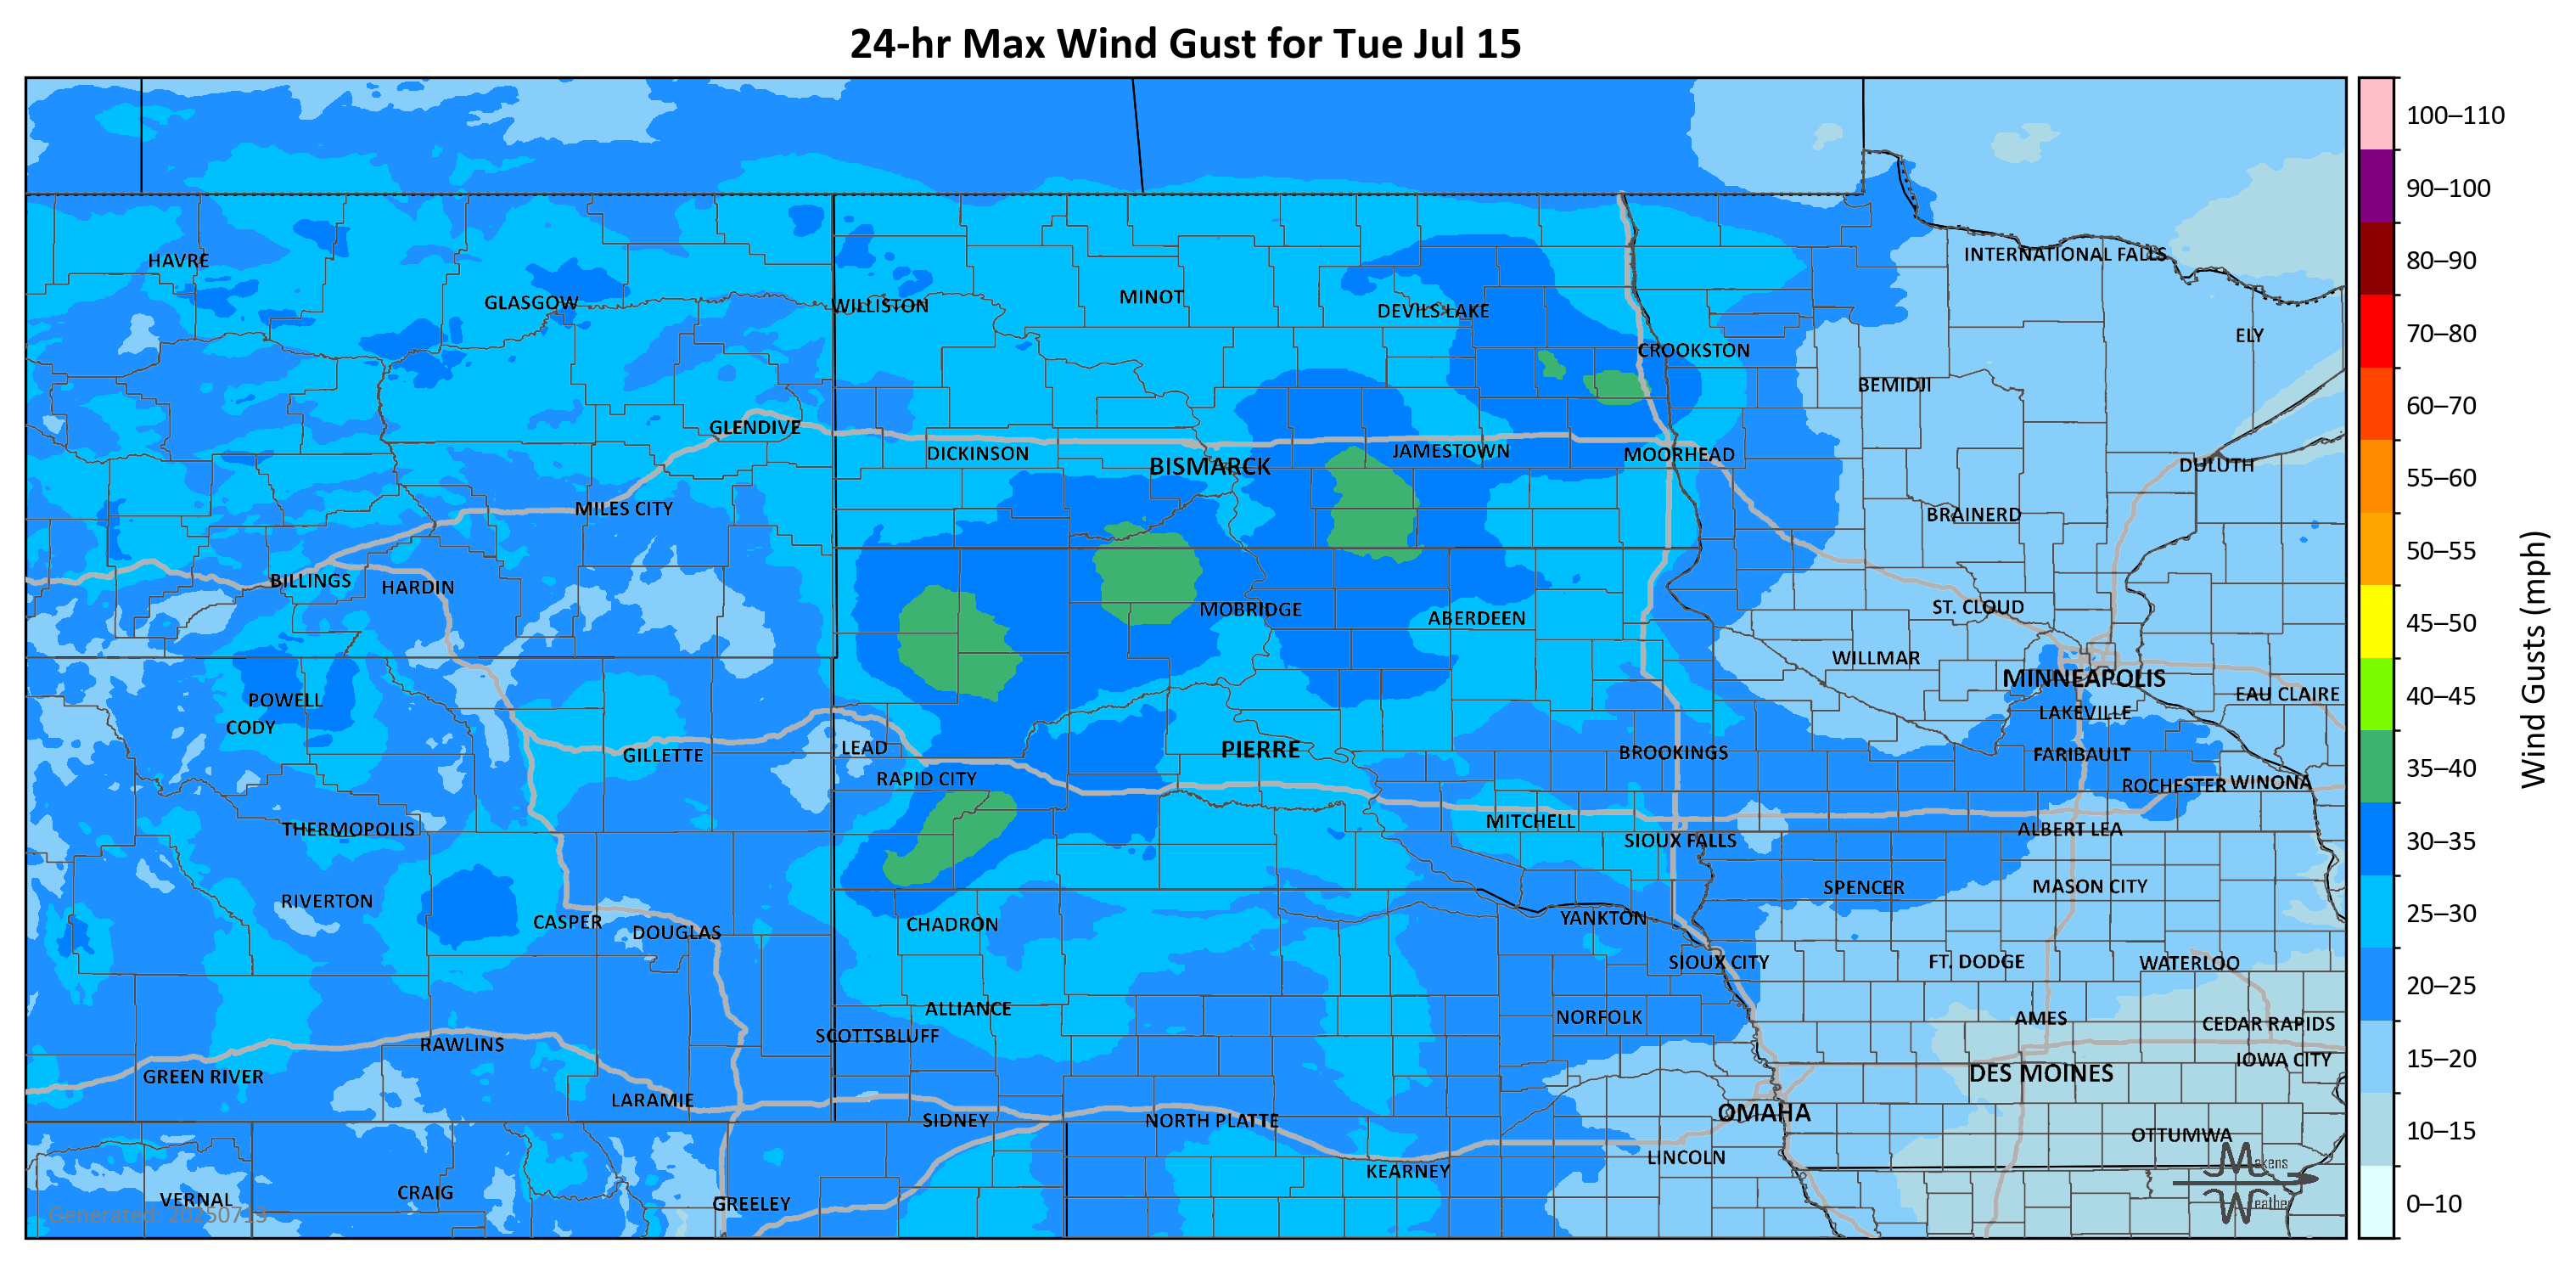 24-hr Max Wind Gust for Tue Jul 15
100–110
90–100
80–90
70–80
60–70
55–60
50–55
45–50
40–45
35–40
30–35
25–30
20–25
15–20
10–15
0–10
Wind Gusts (mph)
HAVRE
INTERNATIONAL FALLS
GLASGOW
WILLISTON
MINOT
DEVILS LAKE
ELY
CROOKSTON
BEMIDJI
GLENDIVE
DICKINSON
BISMARCK
JAMESTOWN
MOORHEAD
DULUTH
MILES CITY
BRAINERD
BILLINGS
HARDIN
MOBRIDGE
ABERDEEN
ST. CLOUD
WILLMAR
MINNEAPOLIS
EAU CLAIRE
POWELL
CODY
LAKEVILLE
GILLETTE
LEAD
PIERRE
BROOKINGS
FARIBAULT
RAPID CITY
ROCHESTER
WINONA
THERMOPOLIS
MITCHELL
SIOUX FALLS
ALBERT LEA
RIVERTON
SPENCER
MASON CITY
CASPER
DOUGLAS
CHADRON
YANKTON
SIOUX CITY
FT. DODGE
WATERLOO
ALLIANCE
SCOTTSBLUFF
NORFOLK
AMES
CEDAR RAPIDS
RAWLINS
IOWA CITY
GREEN RIVER
DES MOINES
LARAMIE
SIDNEY
NORTH PLATTE
OMAHA
OTTUMWA
LINCOLN
KEARNEY
VERNAL
CRAIG
GREELEY
Generated: 20250713
Makens
Weather